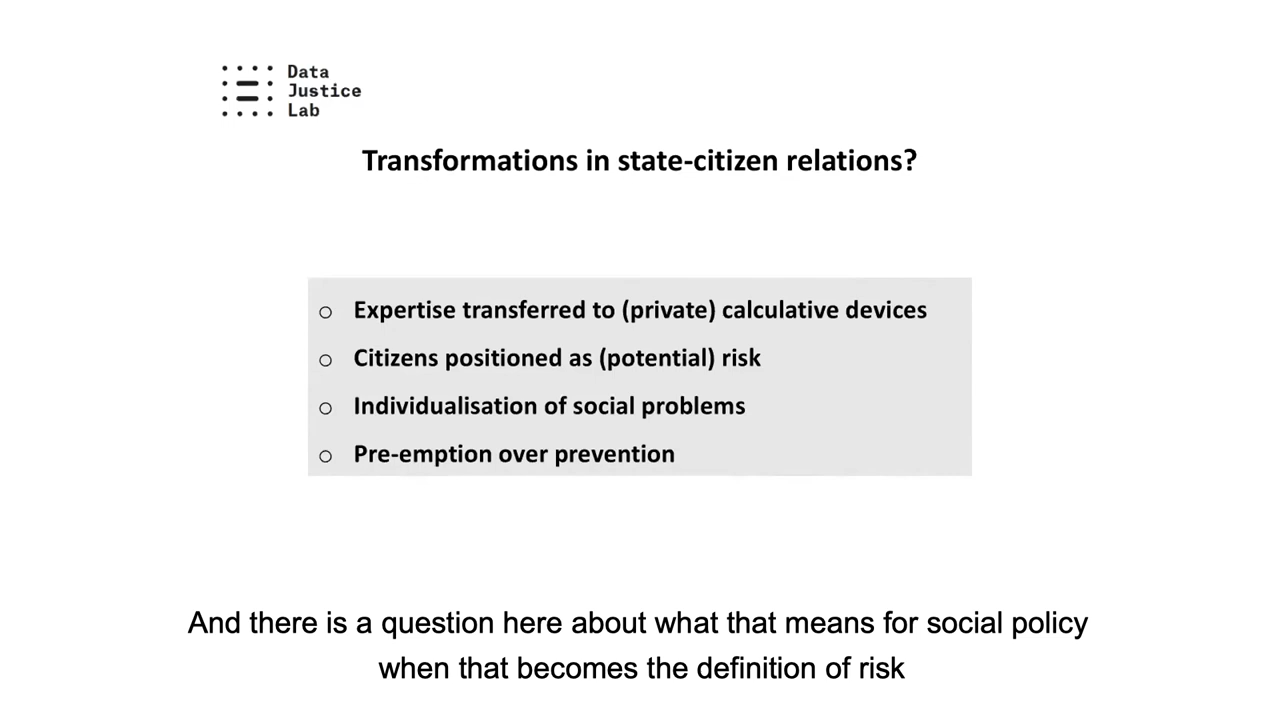 Data
Justice
Lab
Transformations in state-citizen relations?
○ Expertise transferred to (private) calculative devices
○ Citizens positioned as (potential) risk
○ Individualisation of social problems
○ Pre-emption over prevention
And there is a question here about what that means for social policy
when that becomes the definition of risk